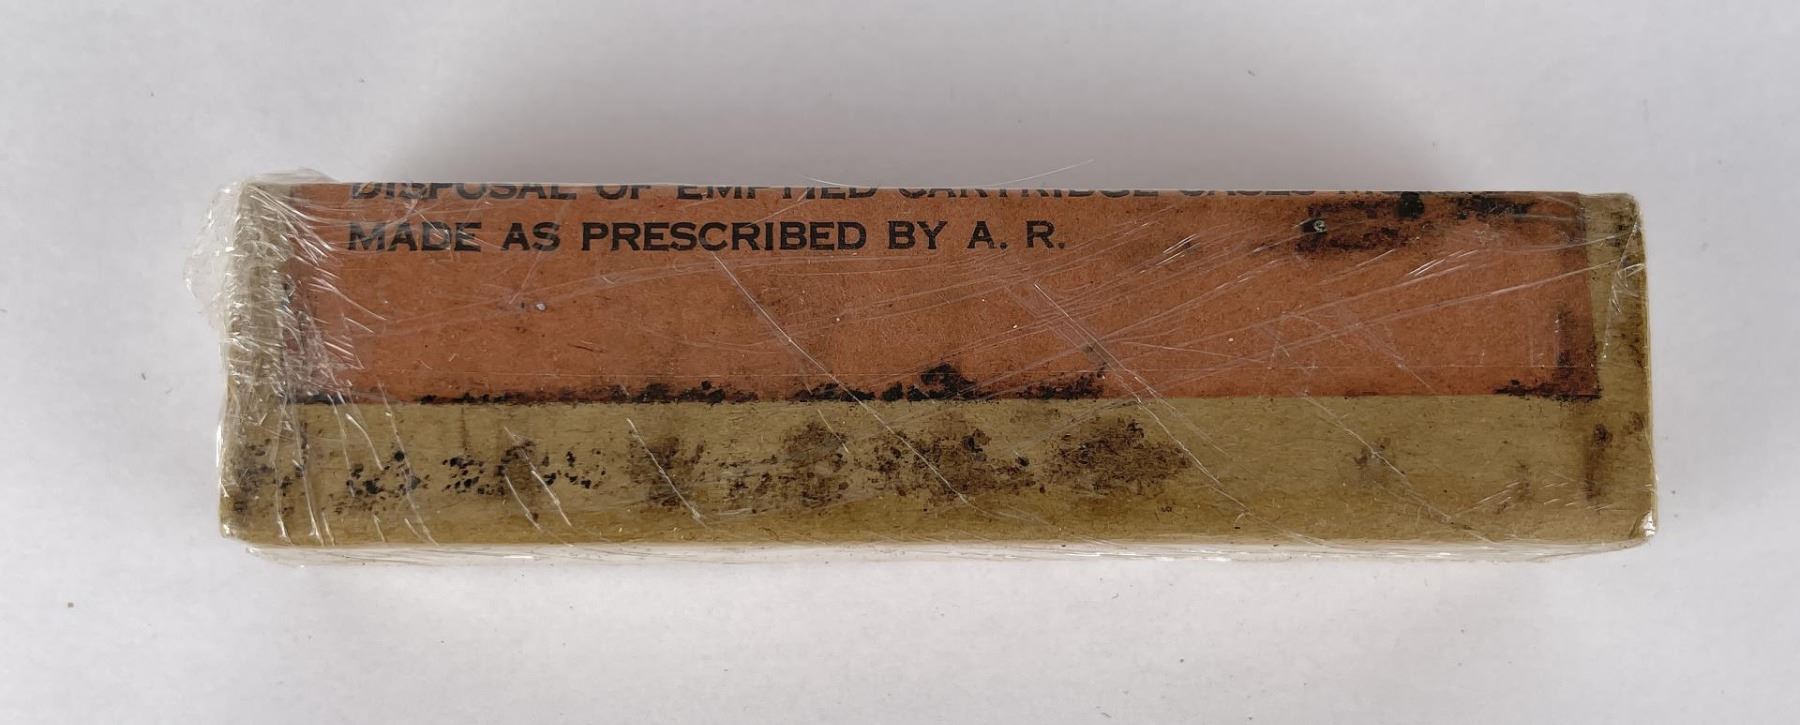 DISPOSAL OF EMPTIED CARTRIDGE CASES
MADE AS PRESCRIBED BY A. R.